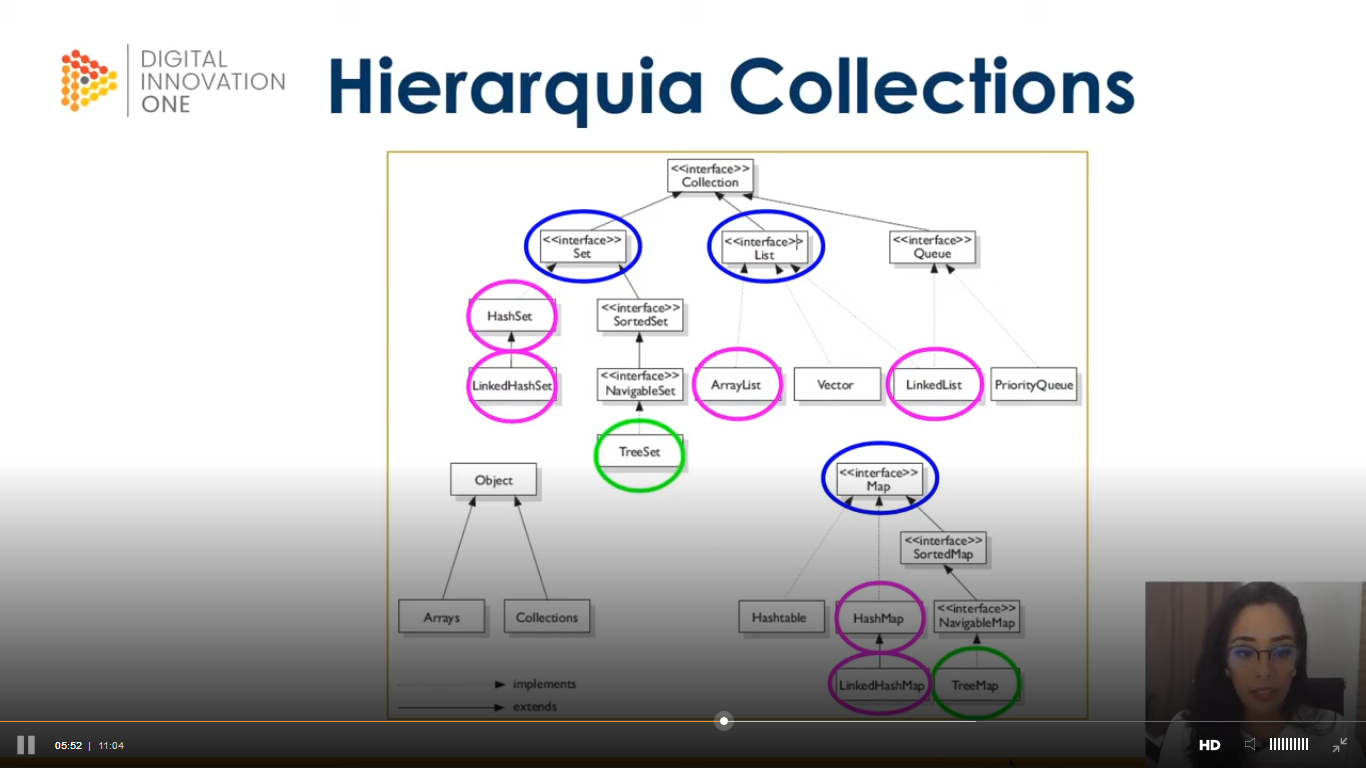 DIGITAL
INNOVATION
ONE
Hierarquia Collections
<<interface>>
Collection
<<interface>>
Set
<<interface>>
List
<<interface>>
Queue
HashSet
<<interface>>
SortedSet
LinkedHashSet
<<interface>>
NavigableSet
ArrayList
Vector
LinkedList
PriorityQueue
TreeSet
Object
<<interface>>
Map
<<interface>>
SortedMap
Arrays
Collections
Hashtable
HashMap
<<interface>>
NavigableMap
LinkedHashMap
TreeMap
implements
extends
05:52 | 11:04
HD